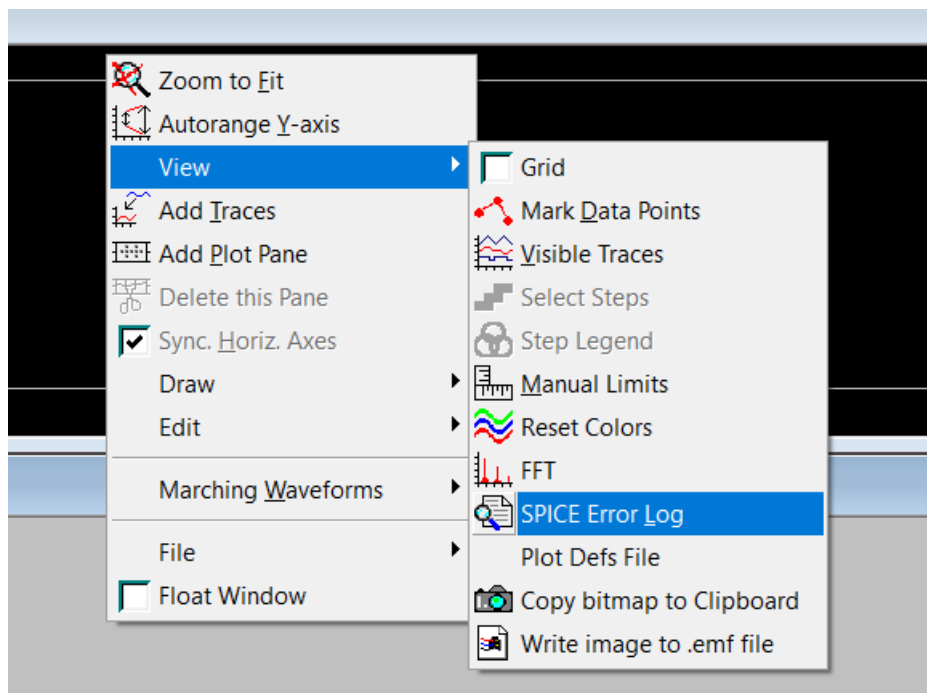 Zoom to Fit
Autorange Y-axis
View
Add Traces
Add Plot Pane
Delete this Pane
Sync. Horiz. Axes
Draw
Edit
Marching Waveforms
File
Float Window
Grid
Mark Data Points
Visible Traces
Select Steps
Step Legend
Manual Limits
Reset Colors
FFT
SPICE Error Log
Plot Defs File
Copy bitmap to Clipboard
Write image to .emf file